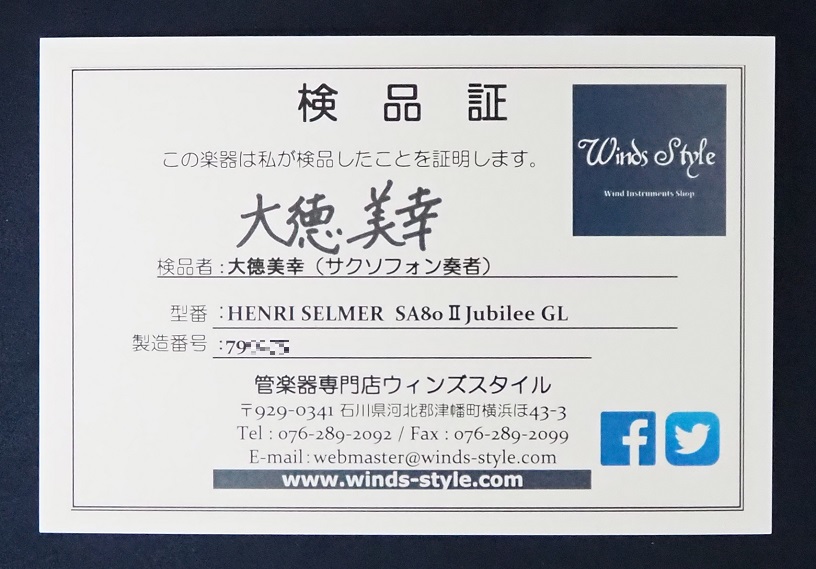 検品証
Winds Style
Wind Instruments Shop
この楽器は私が検品したことを証明します。
大德美幸
検品者：大德美幸（サクソフォン奏者）
型番：HENRI SELMER SA80 Ⅱ Jubilee GL
製造番号：79
管楽器専門店ウィンズスタイル
〒929-0341 石川県河北郡津幡町横浜ほ43-3
Tel : 076-289-2092 / Fax : 076-289-2099
E-mail : webmaster@winds-style.com
www.winds-style.com